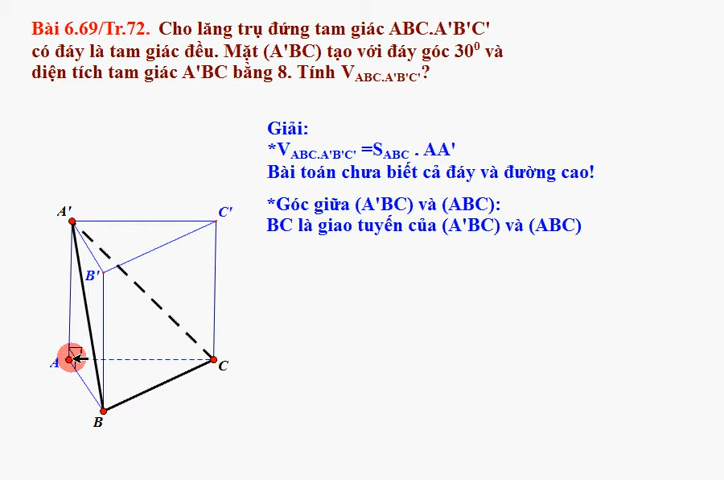 Bài 6.69/Tr.72. Cho lăng trụ đứng tam giác ABC.A'B'C'
có đáy là tam giác đều. Mặt (A'BC) tạo với đáy góc 30⁰ và
diện tích tam giác A'BC bằng 8. Tính V_ABC.A'B'C'?
Giải:
*V_ABC.A'B'C' =S_ABC . AA'
Bài toán chưa biết cả đáy và đường cao!
*Góc giữa (A'BC) và (ABC):
BC là giao tuyến của (A'BC) và (ABC)
A'
C'
B'
A
C
B